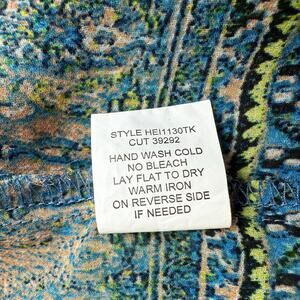 STYLE HEI1130TK
CUT 39292
HAND WASH COLD
NO BLEACH
LAY FLAT TO DRY
WARM IRON
ON REVERSE SIDE
IF NEEDED